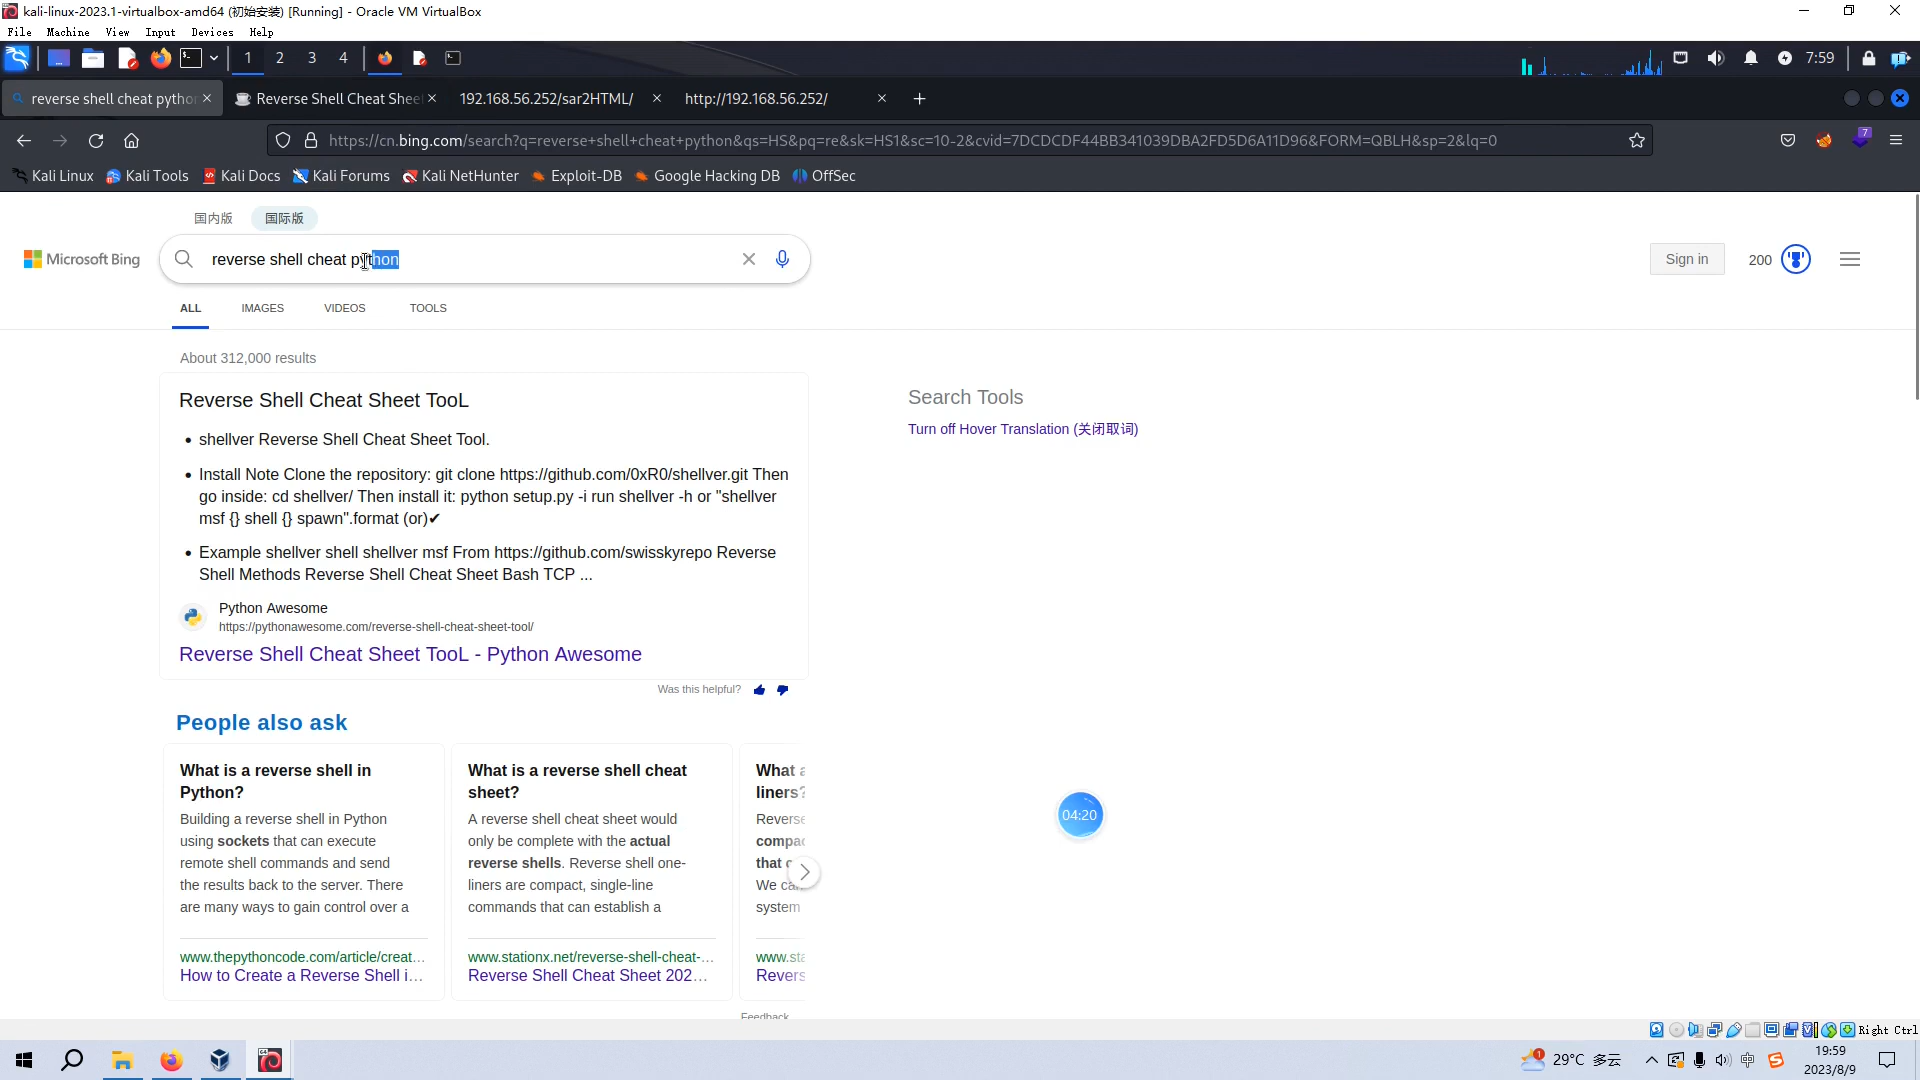 kali-linux-2023.1-virtualbox-amd64 (初始安装) [Running] - Oracle VM VirtualBox
File Machine View Input Devices Help
1 2 3 4
7:59
reverse shell cheat python
Reverse Shell Cheat Shee
192.168.56.252/sar2HTML/
http://192.168.56.252/
https://cn.bing.com/search?q=reverse+shell+cheat+python&qs=HS&pq=re&sk=HS1&sc=10-2&cvid=7DCDCDF44BB341039DBA2FD5D6A11D96&FORM=QBLH&sp=2&lq=0
7
Kali Linux Kali Tools Kali Docs Kali Forums Kali NetHunter Exploit-DB Google Hacking DB OffSec
国内版 国际版
Microsoft Bing
reverse shell cheat python
Sign in
200
ALL IMAGES VIDEOS TOOLS
About 312,000 results
Reverse Shell Cheat Sheet TooL
shellver Reverse Shell Cheat Sheet Tool.
Install Note Clone the repository: git clone https://github.com/0xR0/shellver.git Then
go inside: cd shellver/ Then install it: python setup.py -i run shellver -h or "shellver
msf {} shell {} spawn".format (or)✔
Example shellver shell shellver msf From https://github.com/swisskyrepo Reverse
Shell Methods Reverse Shell Cheat Sheet Bash TCP ...
Python Awesome
https://pythonawesome.com/reverse-shell-cheat-sheet-tool/
Reverse Shell Cheat Sheet TooL - Python Awesome
Was this helpful?
Search Tools
Turn off Hover Translation (关闭取词)
People also ask
What is a reverse shell in
Python?
Building a reverse shell in Python
using sockets that can execute
remote shell commands and send
the results back to the server. There
are many ways to gain control over a
www.thepythoncode.com/article/creat…
How to Create a Reverse Shell i…
What is a reverse shell cheat
sheet?
A reverse shell cheat sheet would
only be complete with the actual
reverse shells. Reverse shell one-
liners are compact, single-line
commands that can establish a
www.stationx.net/reverse-shell-cheat-…
Reverse Shell Cheat Sheet 202…
What a
liners?
Reverse
compac
that c
We ca
system
www.sta
Revers
04:20
Feedback
Right Ctrl
1
29°C 多云
中
19:59
2023/8/9